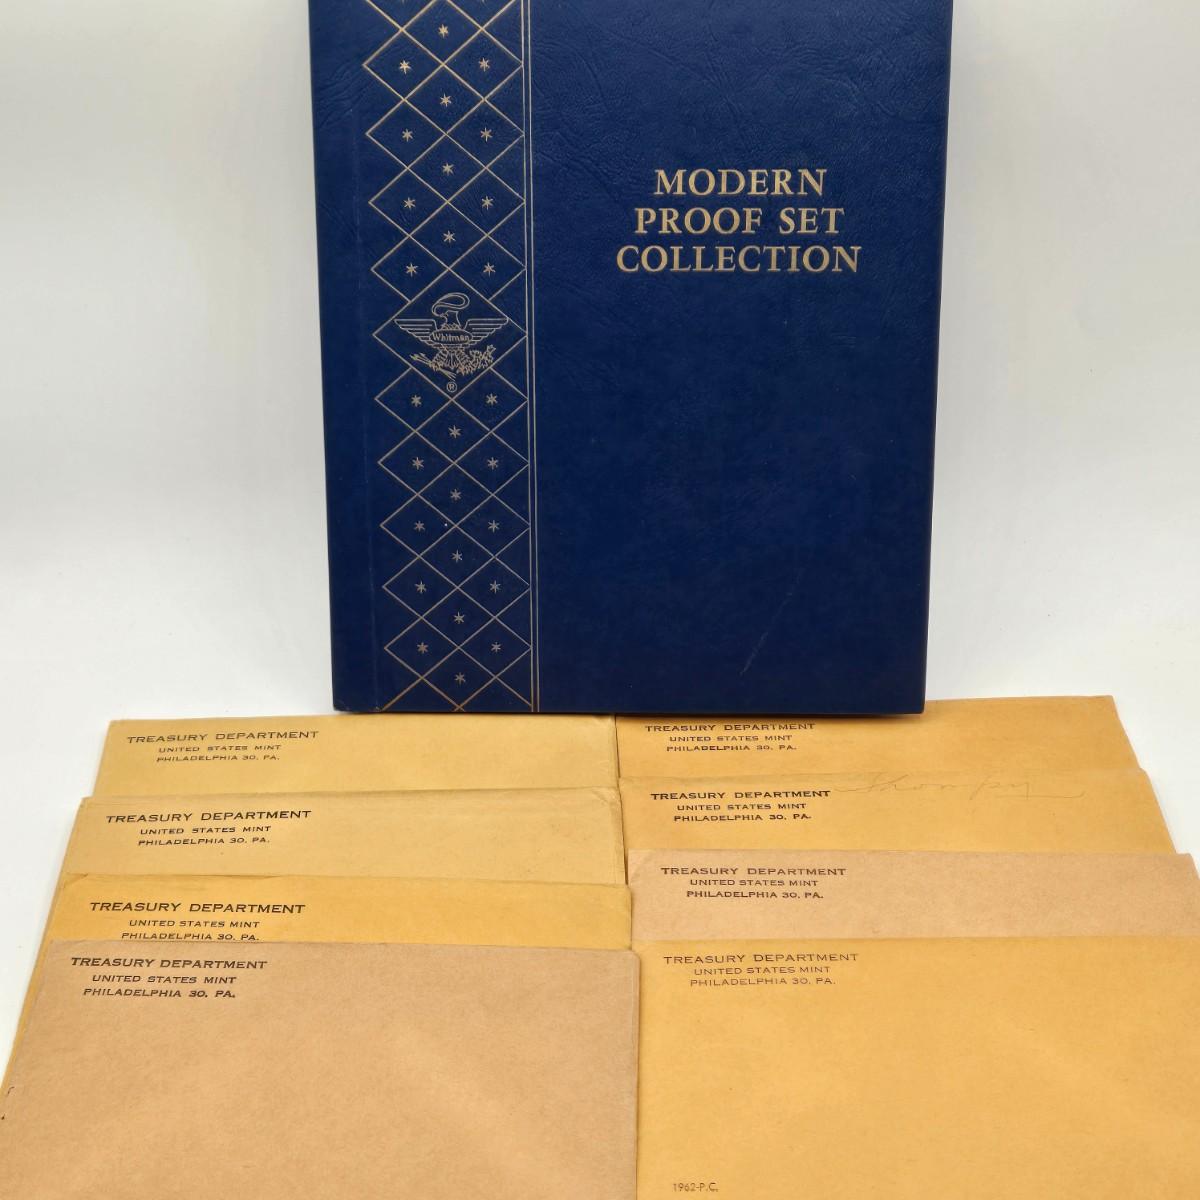 MODERN
PROOF SET
COLLECTION
Whitman
®
TREASURY DEPARTMENT
UNITED STATES MINT
PHILADELPHIA 30, PA.
TREASURY DEPARTMENT
UNITED STATES MINT
PHILADELPHIA 30, PA.
TREASURY DEPARTMENT
UNITED STATES MINT
PHILADELPHIA 30, PA.
TREASURY DEPARTMENT
UNITED STATES MINT
PHILADELPHIA 30, PA.
TREASURY DEPARTMENT
UNITED STATES MINT
PHILADELPHIA 30, PA.
TREASURY DEPARTMENT
UNITED STATES MINT
PHILADELPHIA 30, PA.
TREASURY DEPARTMENT
UNITED STATES MINT
PHILADELPHIA 30, PA.
TREASURY DEPARTMENT
UNITED STATES MINT
PHILADELPHIA 30, PA.
1962-P.C.